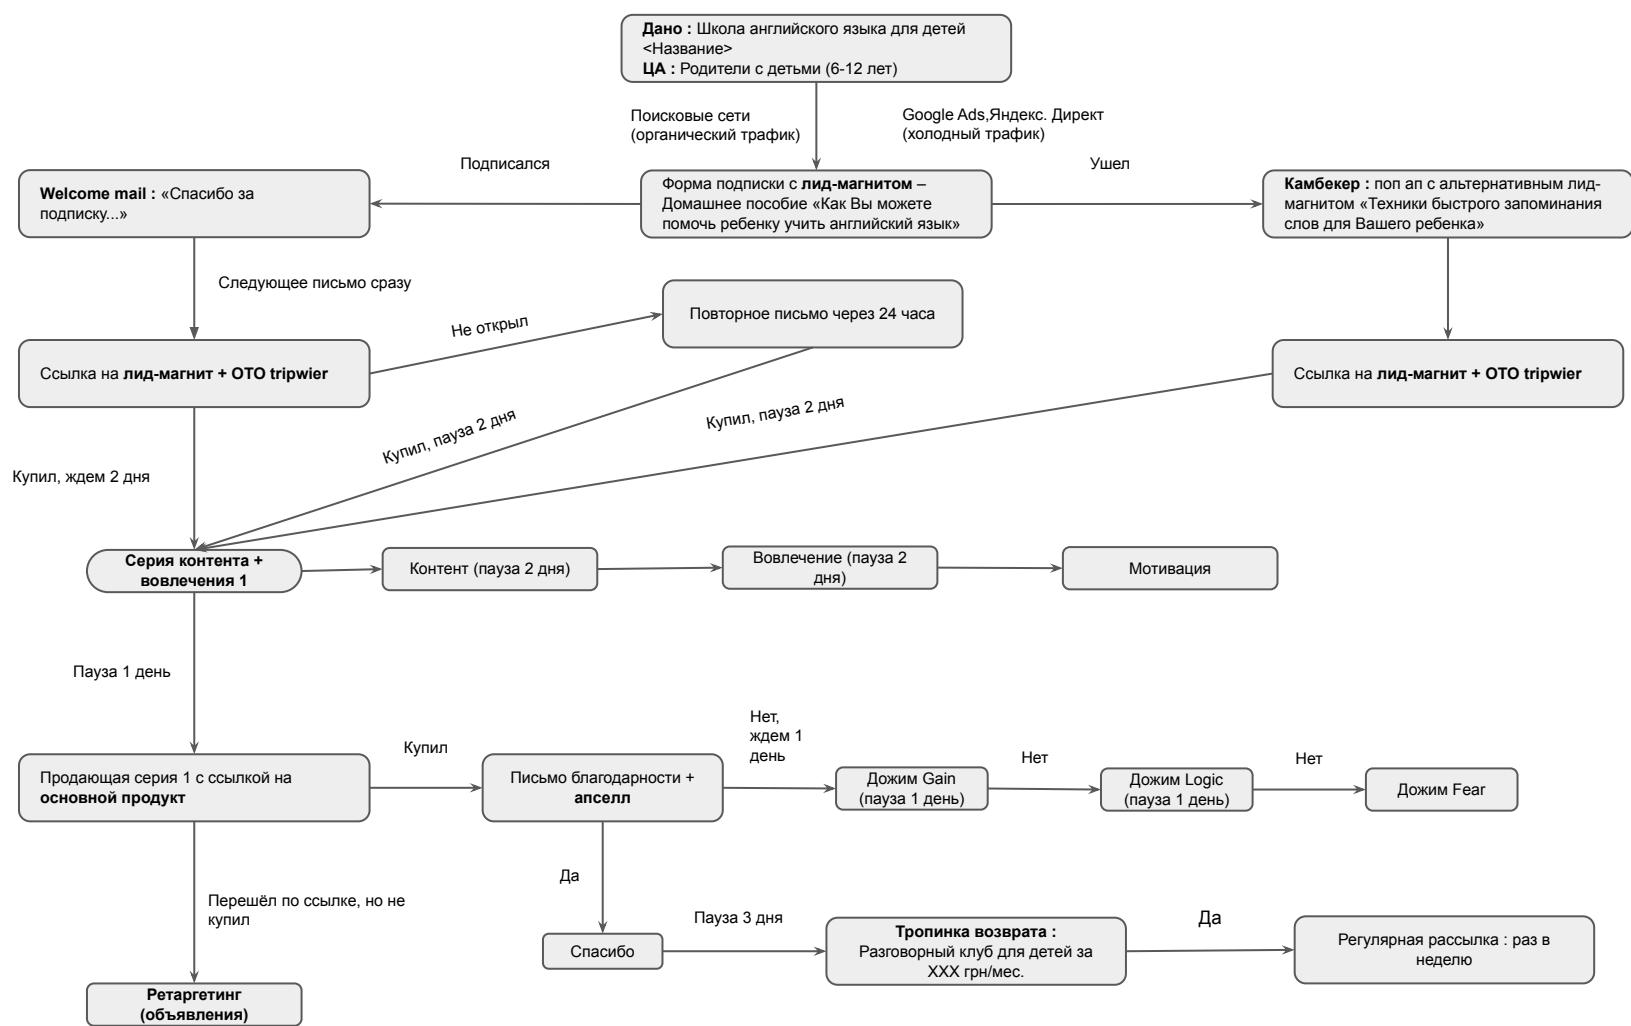 Дано : Школа английского языка для детей
<Название>
ЦА : Родители с детьми (6-12 лет)
Поисковые сети
(органический трафик)
Google Ads,Яндекс. Директ
(холодный трафик)
Подписался
Ушел
Welcome mail : «Спасибо за
подписку...»
Форма подписки с лид-магнитом –
Домашнее пособие «Как Вы можете
помочь ребенку учить английский язык»
Камбекер : поп ап с альтернативным лид-
магнитом «Техники быстрого запоминания
слов для Вашего ребенка»
Следующее письмо сразу
Не открыл
Повторное письмо через 24 часа
Ссылка на лид-магнит + ОТО tripwier
Ссылка на лид-магнит + ОТО tripwier
Купил, пауза 2 дня
Купил, пауза 2 дня
Купил, ждем 2 дня
Серия контента +
вовлечения 1
Контент (пауза 2 дня)
Вовлечение (пауза 2
дня)
Мотивация
Пауза 1 день
Продающая серия 1 с ссылкой на
основной продукт
Купил
Письмо благодарности +
апселл
Нет,
ждем 1
день
Дожим Gain
(пауза 1 день)
Нет
Дожим Logic
(пауза 1 день)
Нет
Дожим Fear
Перешёл по ссылке, но не
купил
Да
Спасибо
Пауза 3 дня
Тропинка возврата :
Разговорный клуб для детей за
ХХХ грн/мес.
Да
Регулярная рассылка : раз в
неделю
Ретаргетинг
(объявления)